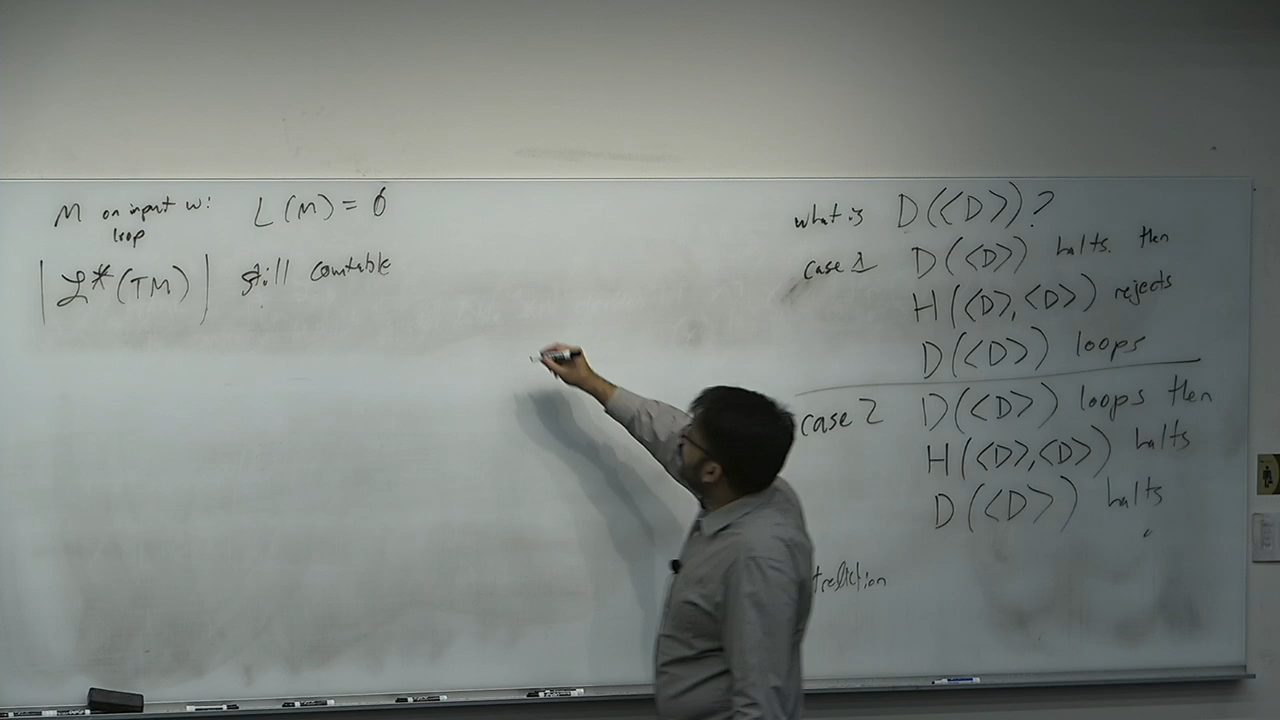 M on input w: L(M) = ∅
loop
|ℒ*(TM)| still countable
what is D(<D>)?
case 1 D(<D>) halts. then
H(<D>,<D>) rejects
D(<D>) loops
case 2 D(<D>) loops then
H(<D>,<D>) halts
D(<D>) halts